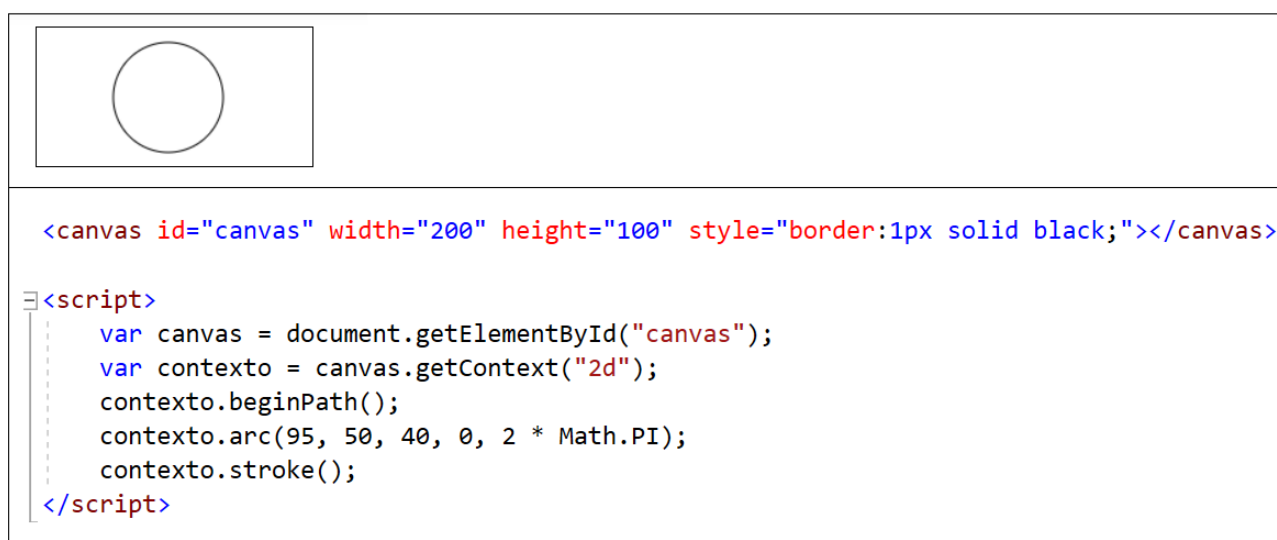 <canvas id="canvas" width="200" height="100" style="border:1px solid black;"></canvas>
<script>
var canvas = document.getElementById("canvas");
var contexto = canvas.getContext("2d");
contexto.beginPath();
contexto.arc(95, 50, 40, 0, 2 * Math.PI);
contexto.stroke();
</script>